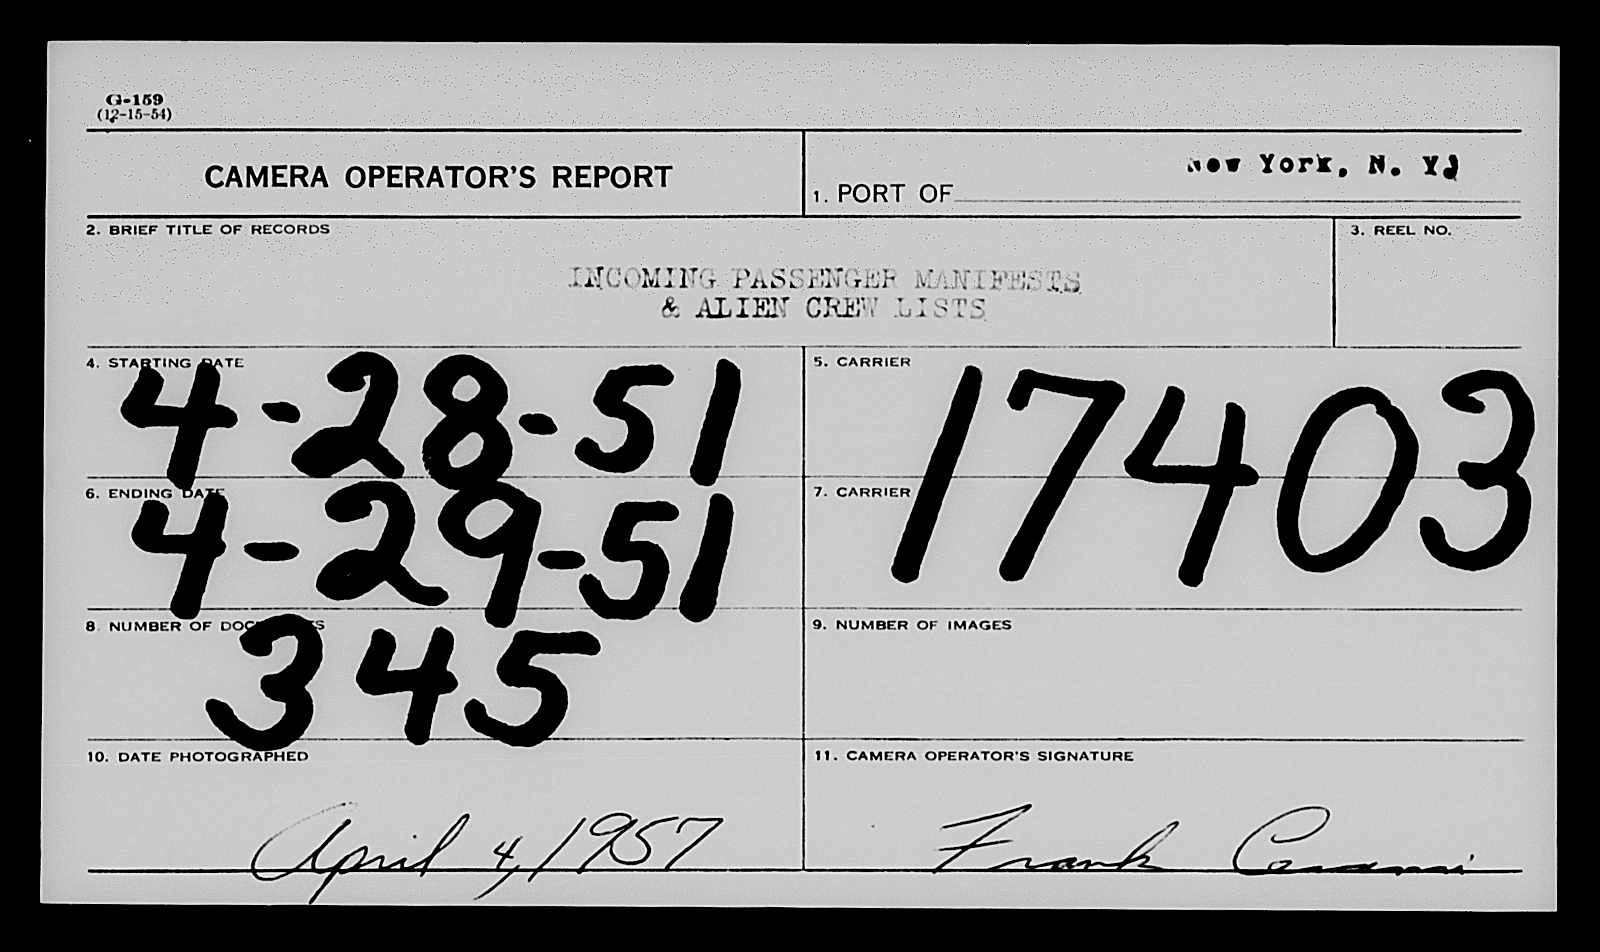 G-159
(12-15-54)
CAMERA OPERATOR'S REPORT
1. PORT OF New York, N. Y.
2. BRIEF TITLE OF RECORDS
INCOMING PASSENGER MANIFESTS
& ALIEN CREW LISTS
3. REEL NO.
4. STARTING DATE
4-28-51
5. CARRIER
17403
6. ENDING DATE
4-29-51
7. CARRIER
8. NUMBER OF DOCUMENTS
345
9. NUMBER OF IMAGES
10. DATE PHOTOGRAPHED
April 4, 1957
11. CAMERA OPERATOR'S SIGNATURE
Frank